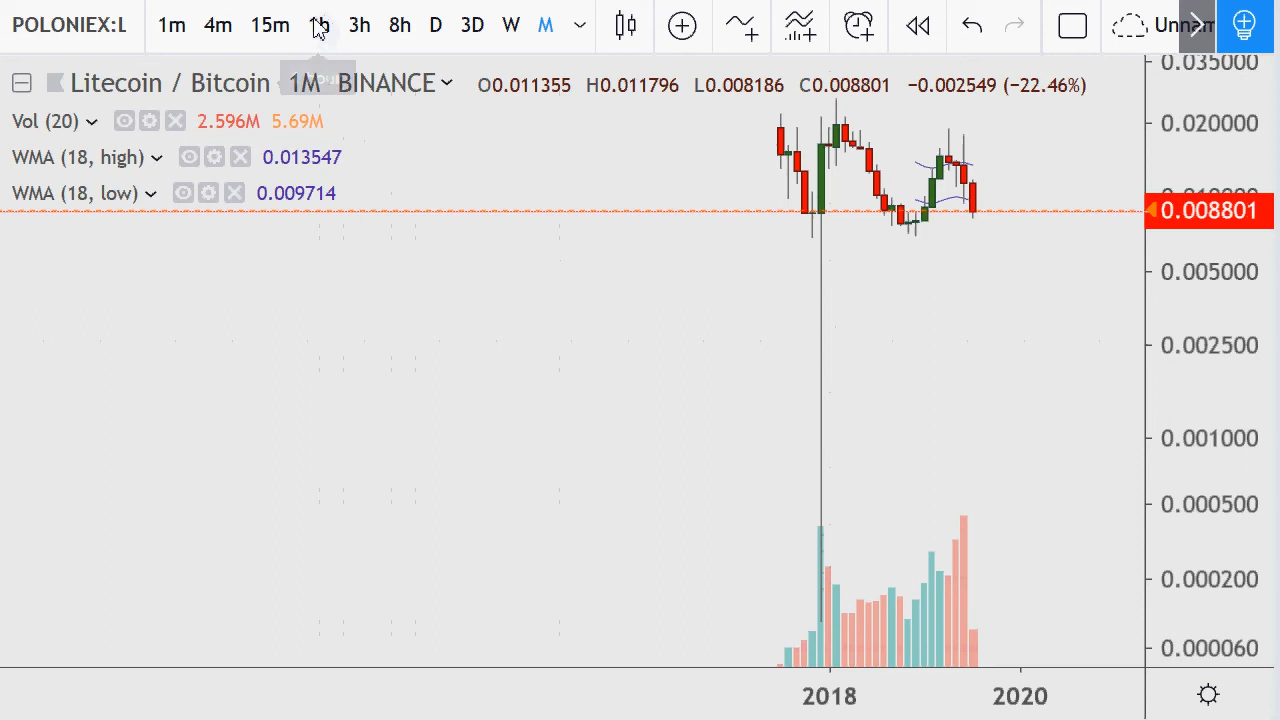 POLONIEX:L 1m 4m 15m 1h 3h 8h D 3D W M Unnam
Litecoin / Bitcoin 1M BINANCE O0.011355 H0.011796 L0.008186 C0.008801 −0.002549 (−22.46%)
Vol (20) 2.596M 5.69M
WMA (18, high) 0.013547
WMA (18, low) 0.009714
0.035000
0.020000
0.008801
0.005000
0.002500
0.001000
0.000500
0.000200
0.000060
2018 2020